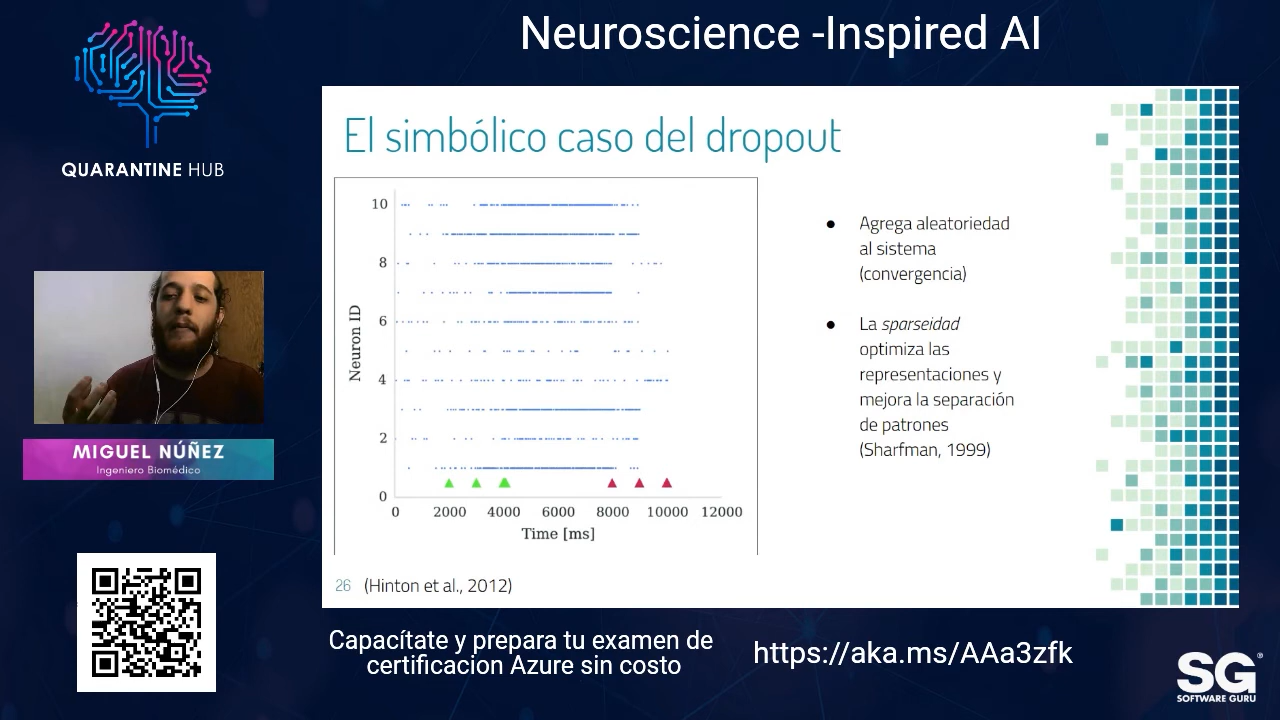 Neuroscience -Inspired AI
QUARANTINE HUB
El simbólico caso del dropout
10
8
6
4
2
0
Neuron ID
0 2000 4000 6000 8000 10000 12000
Time [ms]
● Agrega aleatoriedad
al sistema
(convergencia)
● La sparseidad
optimiza las
representaciones y
mejora la separación
de patrones
(Sharfman, 1999)
26 (Hinton et al., 2012)
MIGUEL NÚÑEZ
Ingeniero Biomédico
Capacítate y prepara tu examen de
certificacion Azure sin costo
https://aka.ms/AAa3zfk
SG®
SOFTWARE GURU